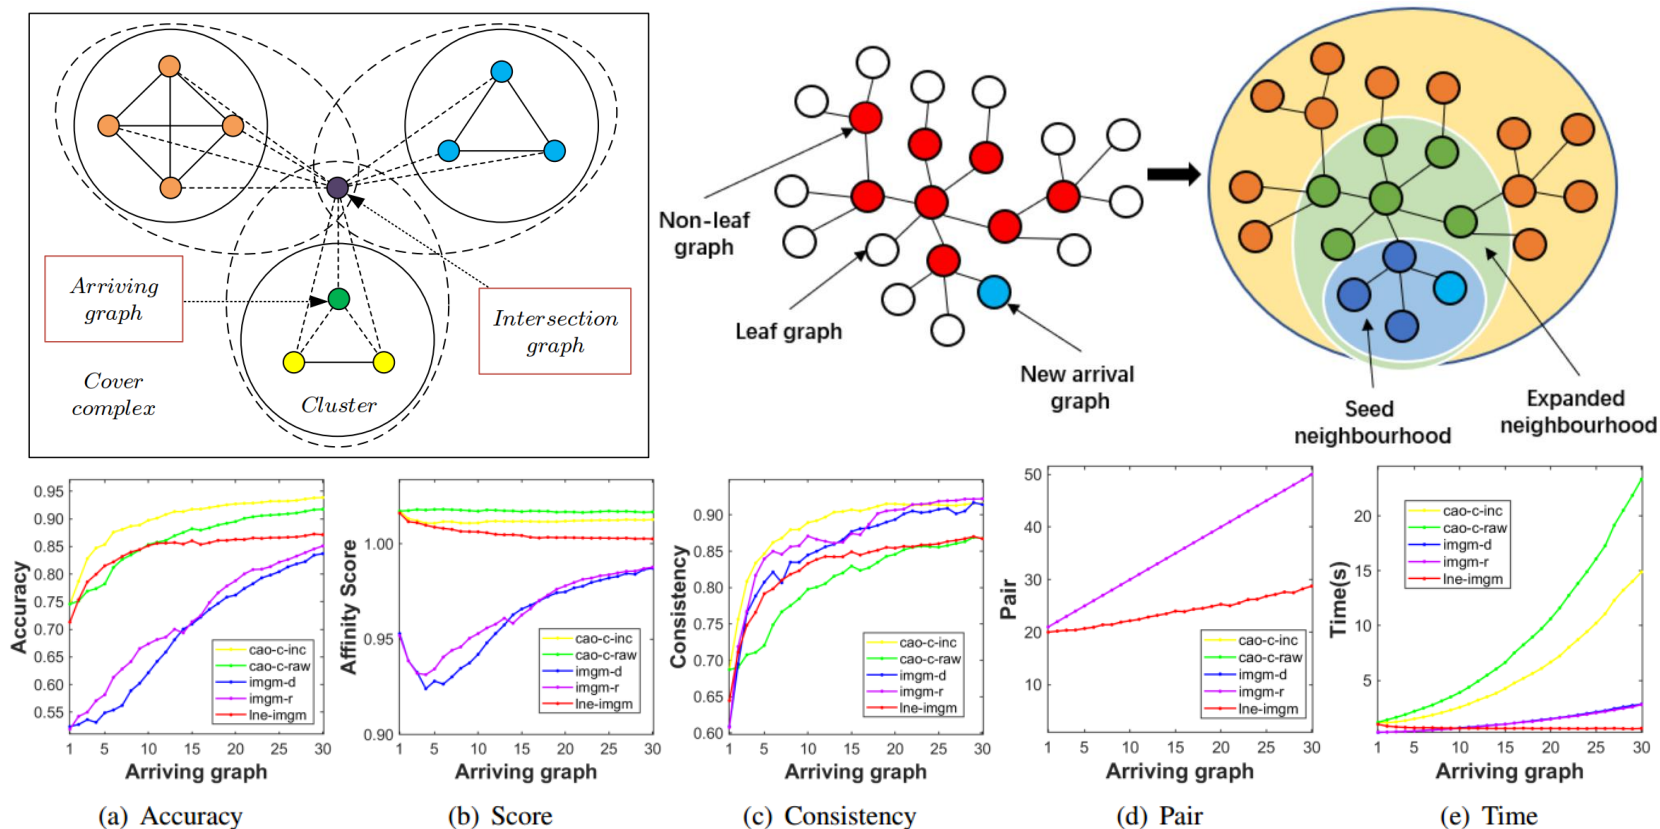 Arriving
graph
Cover
complex
Cluster
Intersection
graph
Non-leaf
graph
Leaf graph
New arrival
graph
Seed
neighbourhood
Expanded
neighbourhood
Accuracy
0.95
0.90
0.85
0.80
0.75
0.70
0.65
0.60
0.55
cao-c-inc
cao-c-raw
imgm-d
imgm-r
lne-imgm
1 5 10 15 20 25 30
Arriving graph
(a) Accuracy
Affinity Score
1.00
0.95
0.90
cao-c-inc
cao-c-raw
imgm-d
imgm-r
lne-imgm
1 5 10 15 20 25 30
Arriving graph
(b) Score
Consistency
0.90
0.85
0.80
0.75
0.70
0.65
0.60
cao-c-inc
cao-c-raw
imgm-d
imgm-r
lne-imgm
1 5 10 15 20 25 30
Arriving graph
(c) Consistency
Pair
50
40
30
20
10
cao-c-inc
cao-c-raw
imgm-d
imgm-r
lne-imgm
1 5 10 15 20 25 30
Arriving graph
(d) Pair
Time(s)
20
15
10
5
cao-c-inc
cao-c-raw
imgm-d
imgm-r
lne-imgm
1 5 10 15 20 25 30
Arriving graph
(e) Time